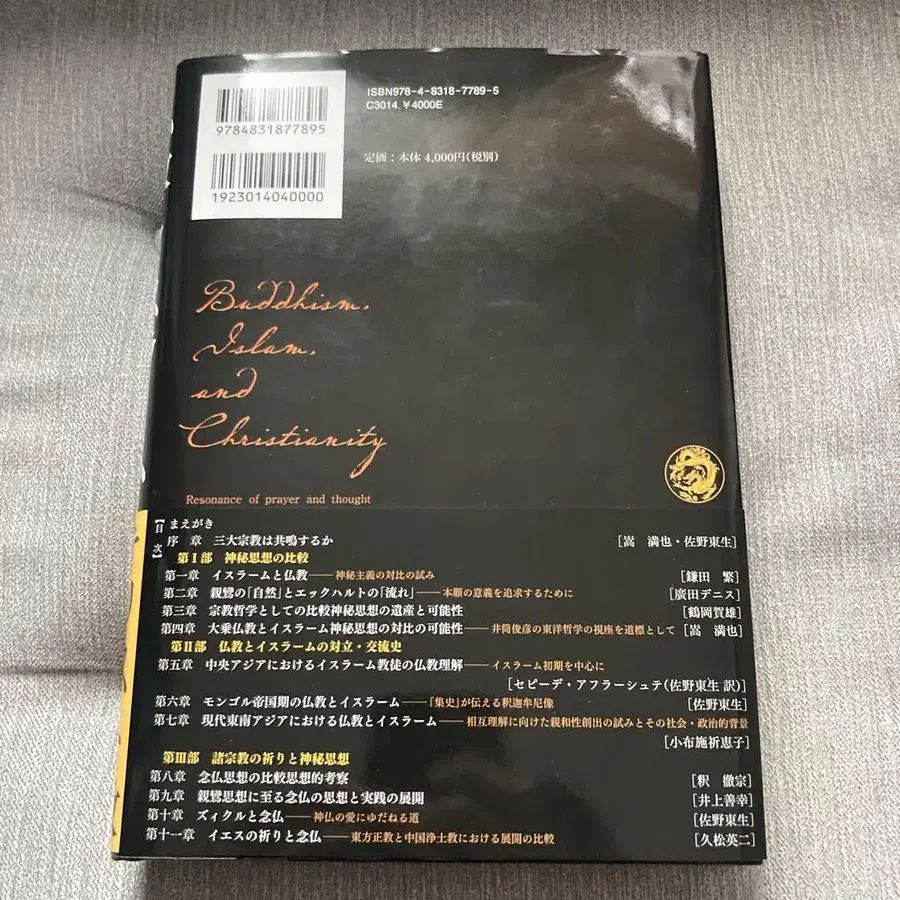 ISBN978-4-8318-7789-5
C3014.¥4000E
9784831877895
定価：本体4,000円(税別)
1923014040000
Buddhism,
Islam,
and
Christianity
Resonance of prayer and thought
【目次】
まえがき
序 章 三大宗教は共鳴するか [嵩 満也・佐野東生]
第Ⅰ部 神秘思想の比較
第一章 イスラームと仏教――神秘主義の対比の試み [鎌田 繁]
第二章 親鸞の「自然」とエックハルトの「流れ」――本願の意義を追求するために [廣田デニス]
第三章 宗教哲学としての比較神秘思想の遺産と可能性 [鶴岡賀雄]
第四章 大乗仏教とイスラーム神秘思想の対比の可能性――井筒俊彦の東洋哲学の視座を道標として [嵩 満也]
第Ⅱ部 仏教とイスラームの対立・交流史
第五章 中央アジアにおけるイスラーム教徒の仏教理解――イスラーム初期を中心に
[セピーデ・アフラーシュテ(佐野東生 訳)]
第六章 モンゴル帝国期の仏教とイスラーム――『集史』が伝える釈迦牟尼像 [佐野東生]
第七章 現代東南アジアにおける仏教とイスラーム――相互理解に向けた親和性創出の試みとその社会・政治的背景
[小布施祈恵子]
第Ⅲ部 諸宗教の祈りと神秘思想
第八章 念仏思想の比較思想的考察 [釈 徹宗]
第九章 親鸞思想に至る念仏の思想と実践の展開 [井上善幸]
第十章 ズィクルと念仏――神仏の愛にゆだねる道 [佐野東生]
第十一章 イエスの祈りと念仏――東方正教と中国浄土教における展開の比較 [久松英二]